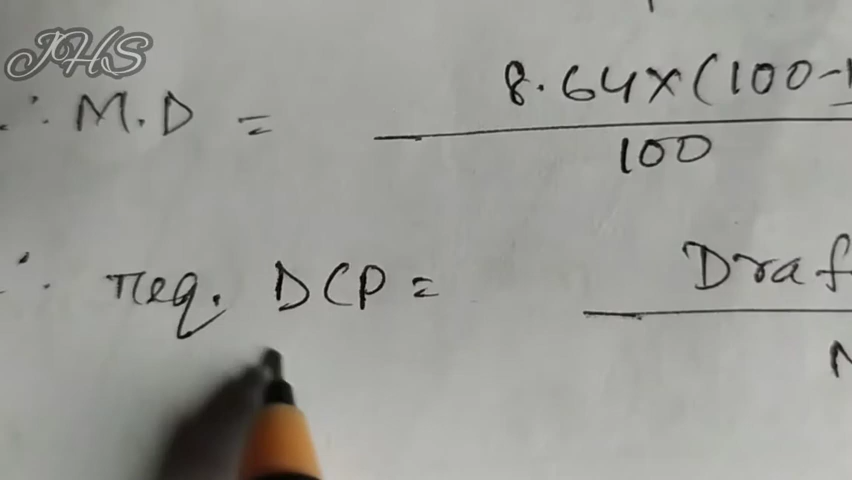 JHS
∴ M.D = 8.64×(100-
100
∴ req. DCP = Draf